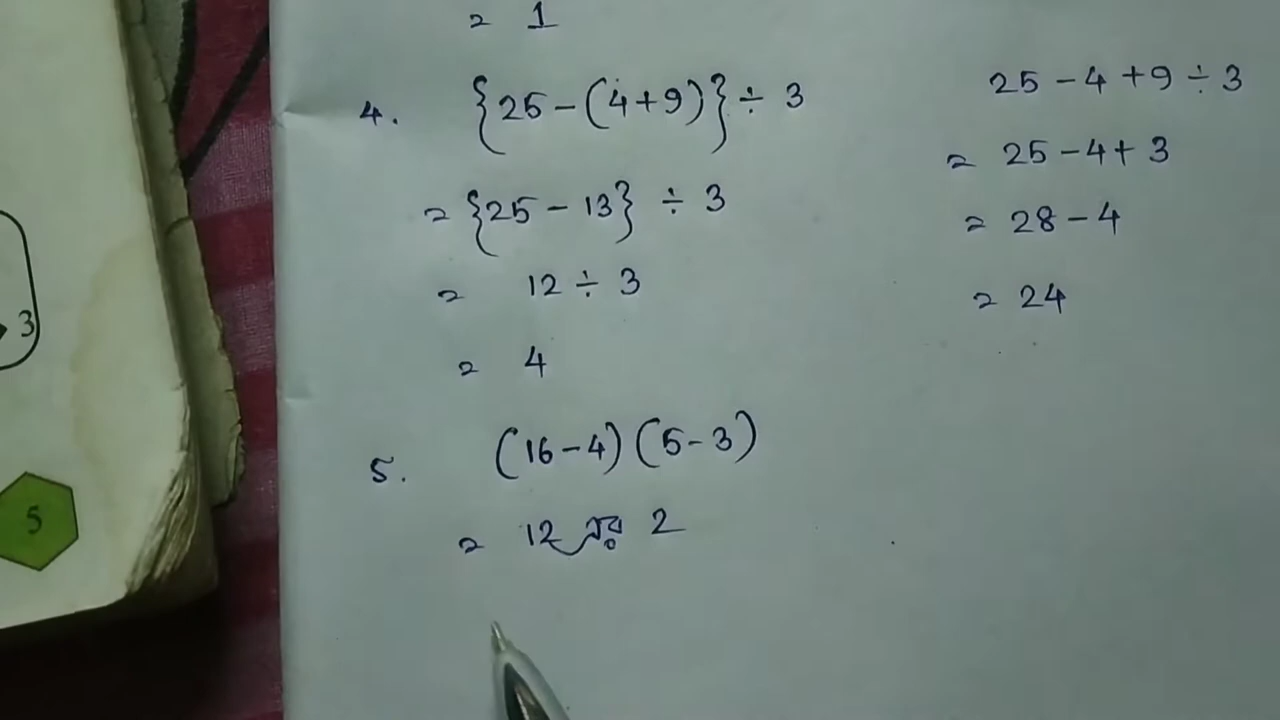 = 1
4. {25-(4+9)} ÷ 3
= {25-13} ÷ 3
= 12 ÷ 3
= 4
25-4+9÷3
= 25-4+3
= 28-4
= 24
5. (16-4)(5-3)
= 12 এর 2
3
5